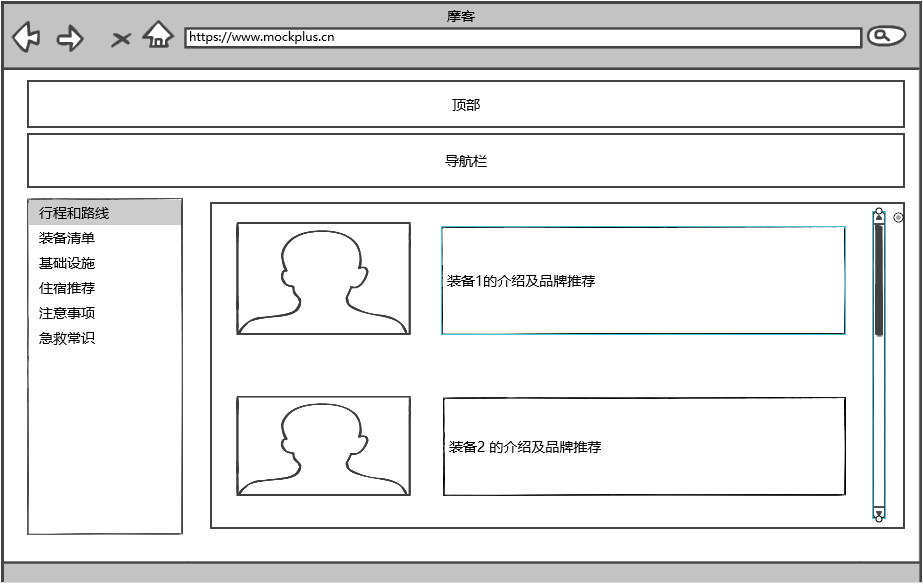 摩客
https://www.mockplus.cn
顶部
导航栏
行程和路线
装备清单
基础设施
住宿推荐
注意事项
急救常识
装备1的介绍及品牌推荐
装备2 的介绍及品牌推荐